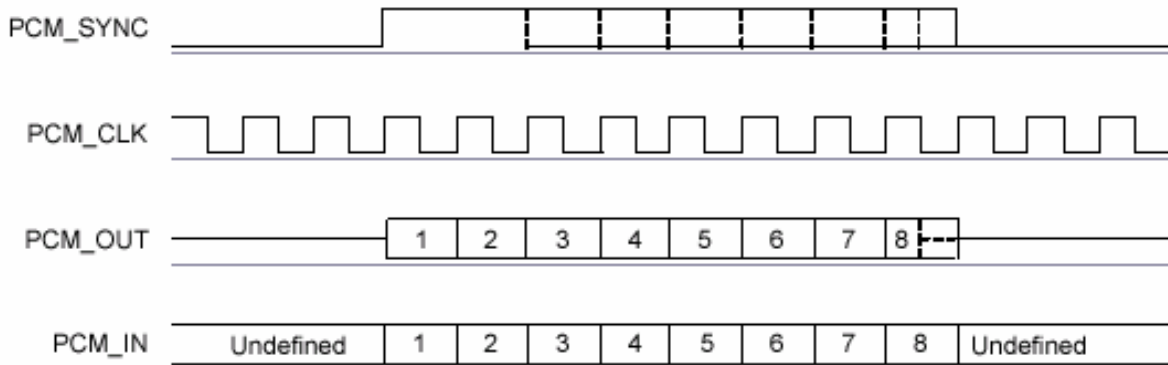 PCM_SYNC
PCM_CLK
PCM_OUT 1 2 3 4 5 6 7 8
PCM_IN Undefined 1 2 3 4 5 6 7 8 Undefined